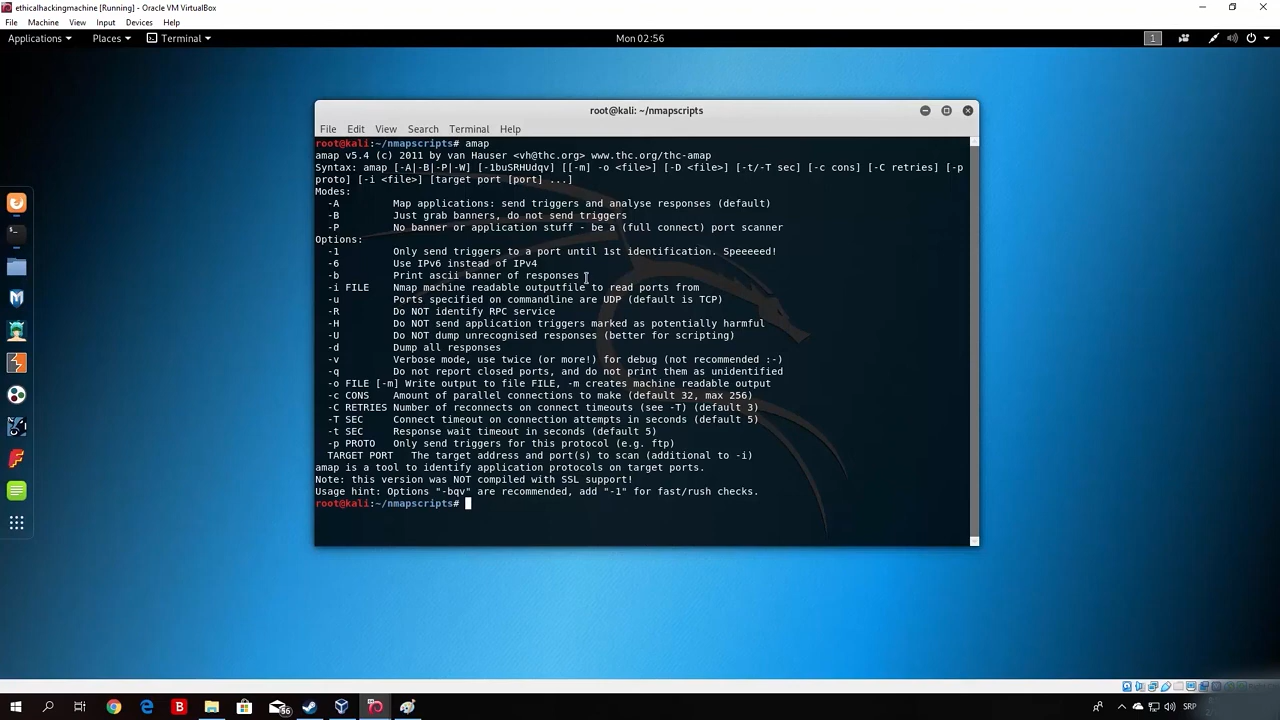 ethicalhackingmachine [Running] - Oracle VM VirtualBox
File Machine View Input Devices Help
Applications Places Terminal Mon 02:56 1
root@kali: ~/nmapscripts
File Edit View Search Terminal Help
root@kali:~/nmapscripts# amap
amap v5.4 (c) 2011 by van Hauser <vh@thc.org> www.thc.org/thc-amap
Syntax: amap [-A|-B|-P|-W] [-1buSRHUdqv] [[-m] -o <file>] [-D <file>] [-t/-T sec] [-c cons] [-C retries] [-p
proto] [-i <file>] [target port [port] ...]
Modes:
-A Map applications: send triggers and analyse responses (default)
-B Just grab banners, do not send triggers
-P No banner or application stuff - be a (full connect) port scanner
Options:
-1 Only send triggers to a port until 1st identification. Speeeeed!
-6 Use IPv6 instead of IPv4
-b Print ascii banner of responses
-i FILE Nmap machine readable outputfile to read ports from
-u Ports specified on commandline are UDP (default is TCP)
-R Do NOT identify RPC service
-H Do NOT send application triggers marked as potentially harmful
-U Do NOT dump unrecognised responses (better for scripting)
-d Dump all responses
-v Verbose mode, use twice (or more!) for debug (not recommended :-)
-q Do not report closed ports, and do not print them as unidentified
-o FILE [-m] Write output to file FILE, -m creates machine readable output
-c CONS Amount of parallel connections to make (default 32, max 256)
-C RETRIES Number of reconnects on connect timeouts (see -T) (default 3)
-T SEC Connect timeout on connection attempts in seconds (default 5)
-t SEC Response wait timeout in seconds (default 5)
-p PROTO Only send triggers for this protocol (e.g. ftp)
TARGET PORT The target address and port(s) to scan (additional to -i)
amap is a tool to identify application protocols on target ports.
Note: this version was NOT compiled with SSL support!
Usage hint: Options "-bqv" are recommended, add "-1" for fast/rush checks.
root@kali:~/nmapscripts#
56 SRP